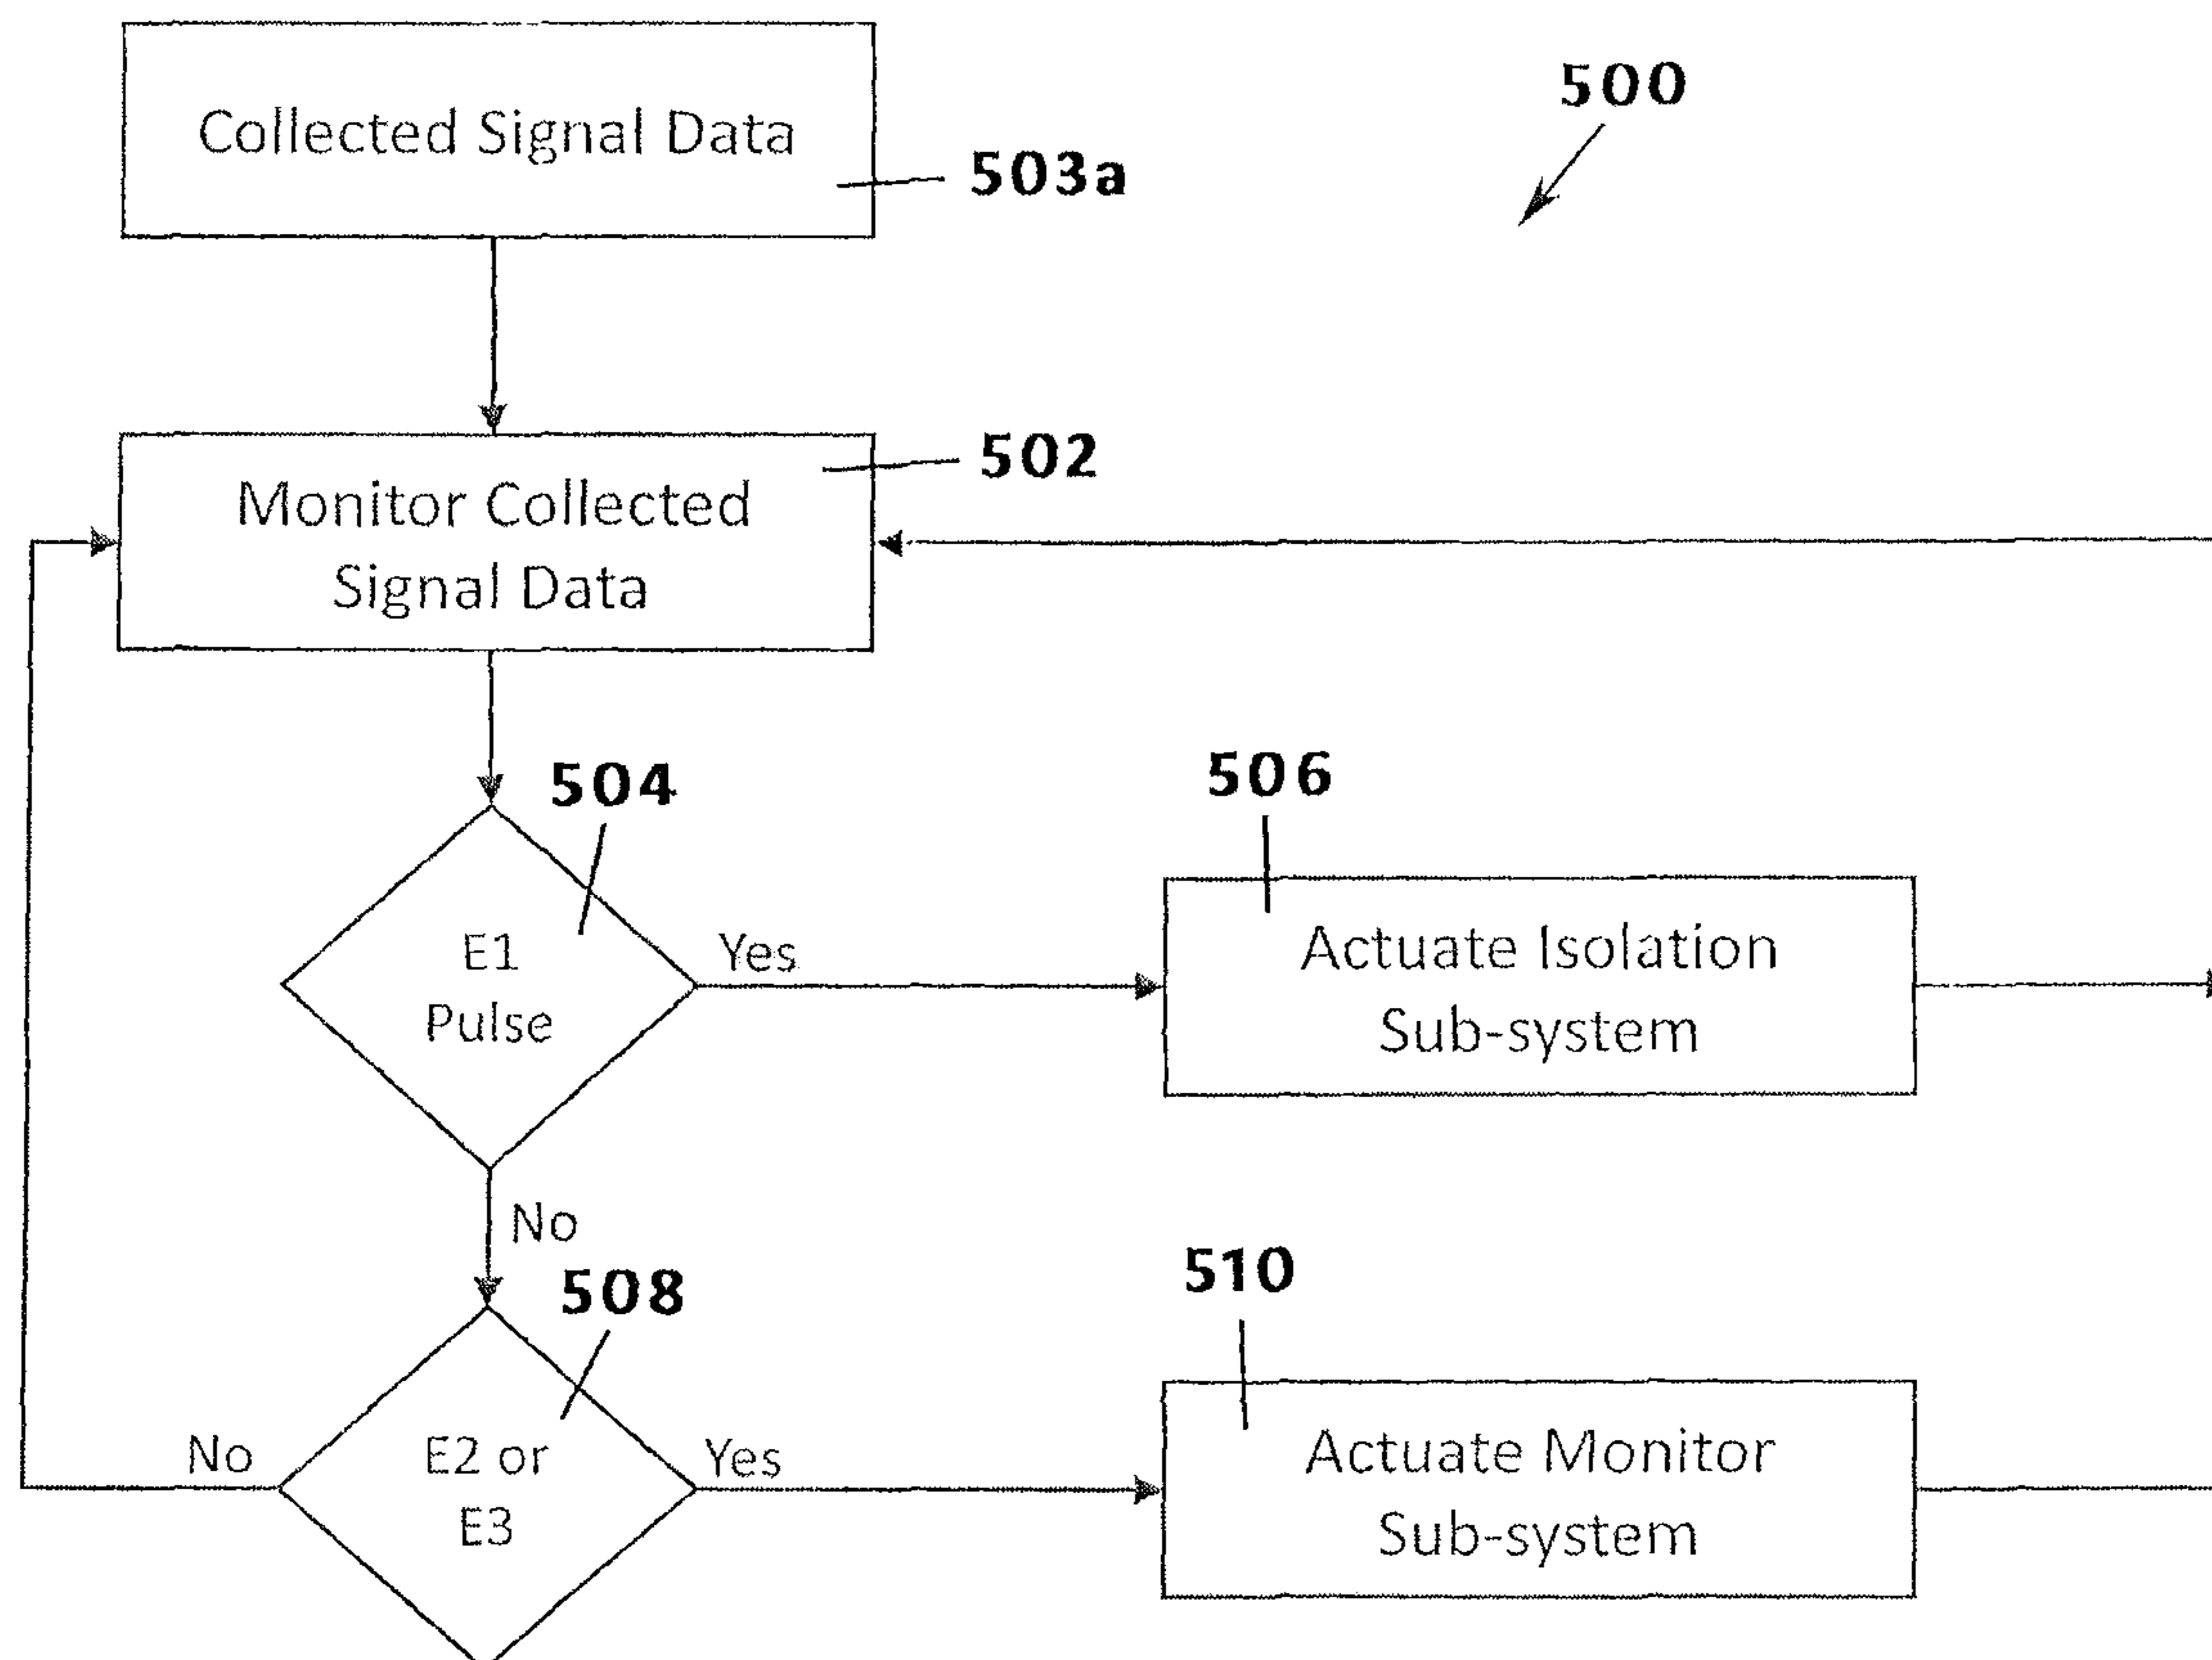 Collected Signal Data
503a
500
Monitor Collected
Signal Data
502
504
E1
Pulse
Yes
506
Actuate Isolation
Sub-system
No
508
E2 or
E3
No
Yes
510
Actuate Monitor
Sub-system